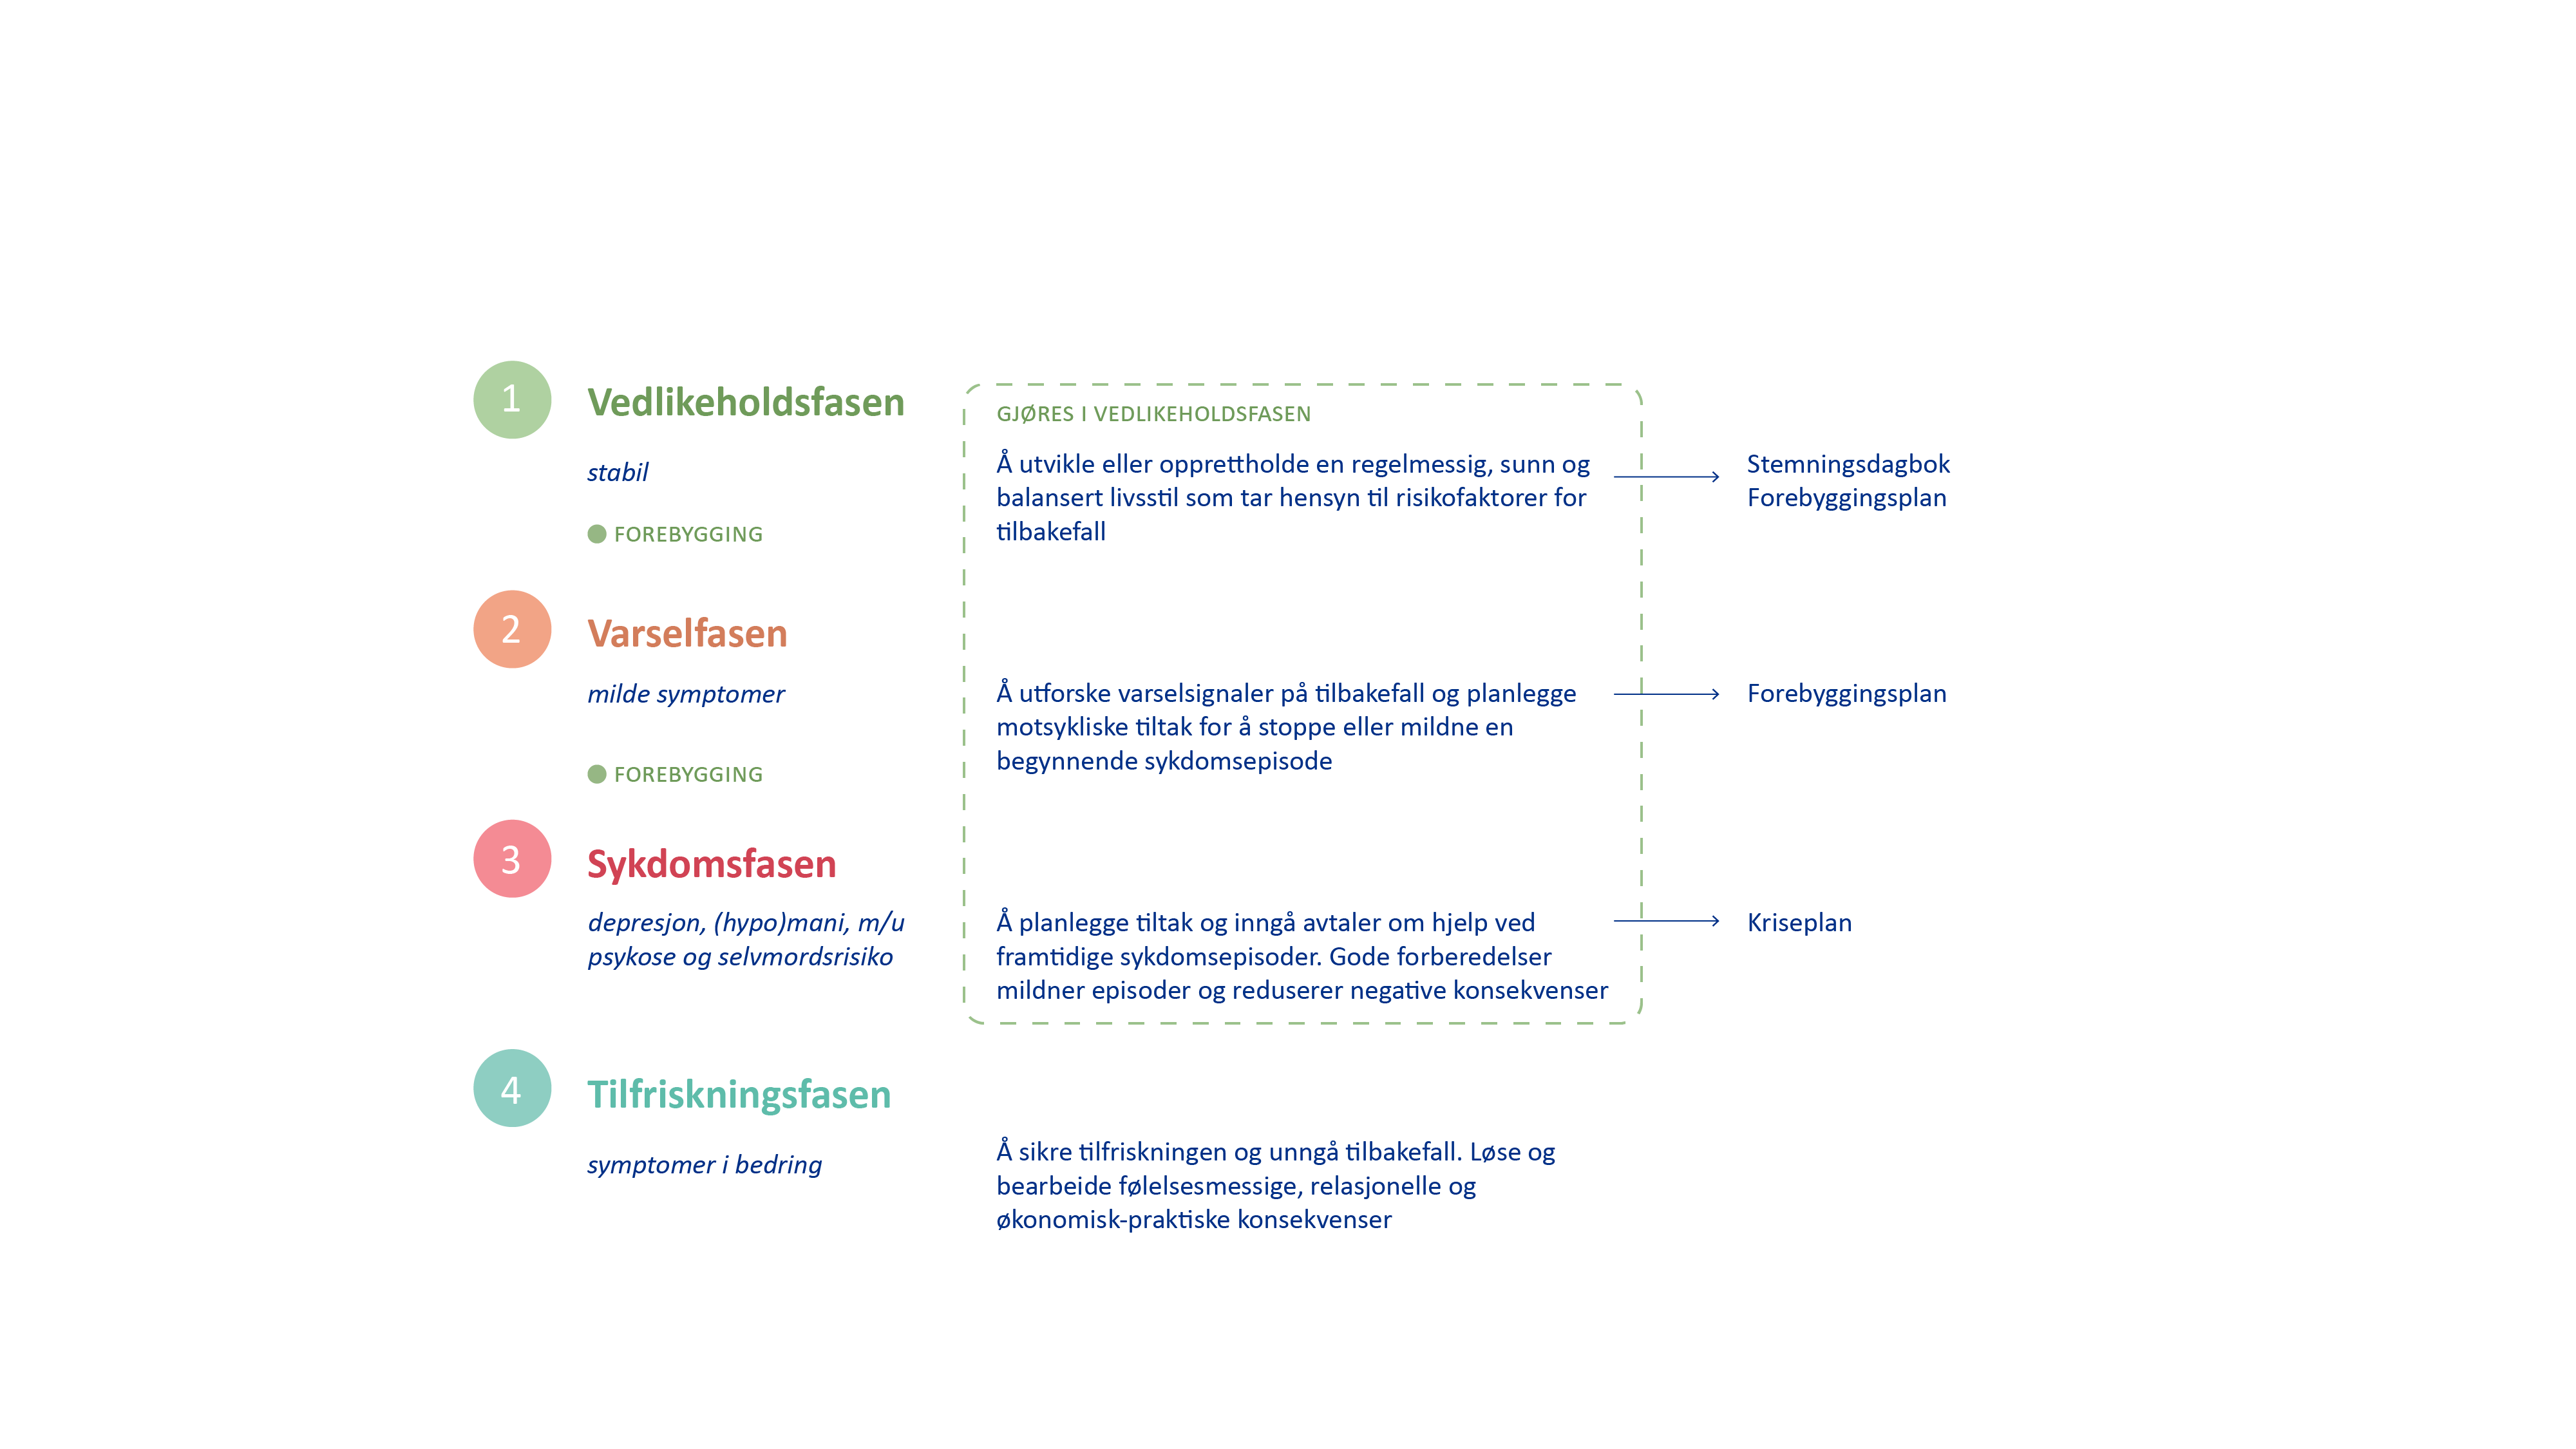 1
Vedlikeholdsfasen
stabil
FOREBYGGING
GJØRES I VEDLIKEHOLDSFASEN
Å utvikle eller opprettholde en regelmessig, sunn og
balansert livsstil som tar hensyn til risikofaktorer for
tilbakefall
Stemningsdagbok
Forebyggingsplan
2
Varselfasen
milde symptomer
FOREBYGGING
Å utforske varselsignaler på tilbakefall og planlegge
motsykliske tiltak for å stoppe eller mildne en
begynnende sykdomsepisode
Forebyggingsplan
3
Sykdomsfasen
depresjon, (hypo)mani, m/u
psykose og selvmordsrisiko
Å planlegge tiltak og inngå avtaler om hjelp ved
framtidige sykdomsepisoder. Gode forberedelser
mildner episoder og reduserer negative konsekvenser
Kriseplan
4
Tilfriskningsfasen
symptomer i bedring
Å sikre tilfriskningen og unngå tilbakefall. Løse og
bearbeide følelsesmessige, relasjonelle og
økonomisk-praktiske konsekvenser